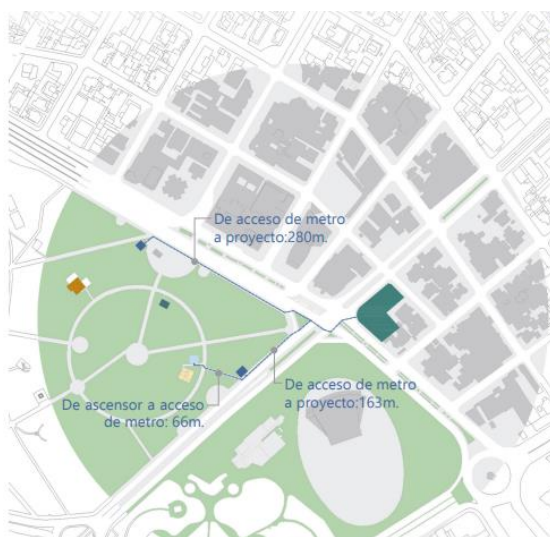 De acceso de metro
a proyecto:280m.
De acceso de metro
a proyecto:163m.
De ascensor a acceso
de metro: 66m.